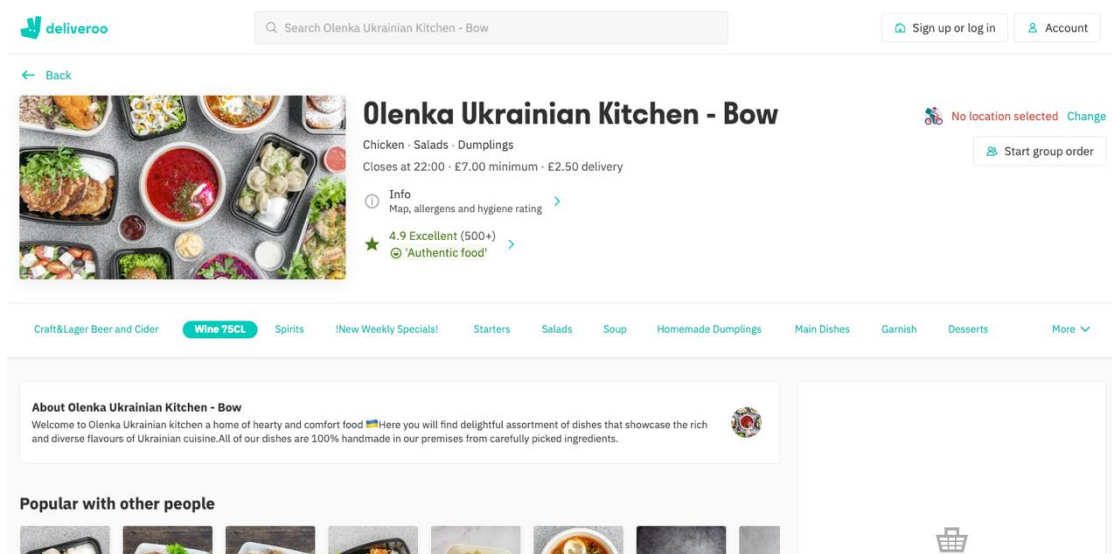 deliveroo
Search Olenka Ukrainian Kitchen - Bow
Sign up or log in
Account
Back
Olenka Ukrainian Kitchen - Bow
No location selected Change
Chicken · Salads · Dumplings
Start group order
Closes at 22:00 · £7.00 minimum · £2.50 delivery
Info
Map, allergens and hygiene rating
4.9 Excellent (500+)
'Authentic food'
Craft&Lager Beer and Cider Wine 75CL Spirits !New Weekly Specials! Starters Salads Soup Homemade Dumplings Main Dishes Garnish Desserts More
About Olenka Ukrainian Kitchen - Bow
Welcome to Olenka Ukrainian kitchen a home of hearty and comfort food 🇺🇦Here you will find delightful assortment of dishes that showcase the rich
and diverse flavours of Ukrainian cuisine.All of our dishes are 100% handmade in our premises from carefully picked ingredients.
Popular with other people